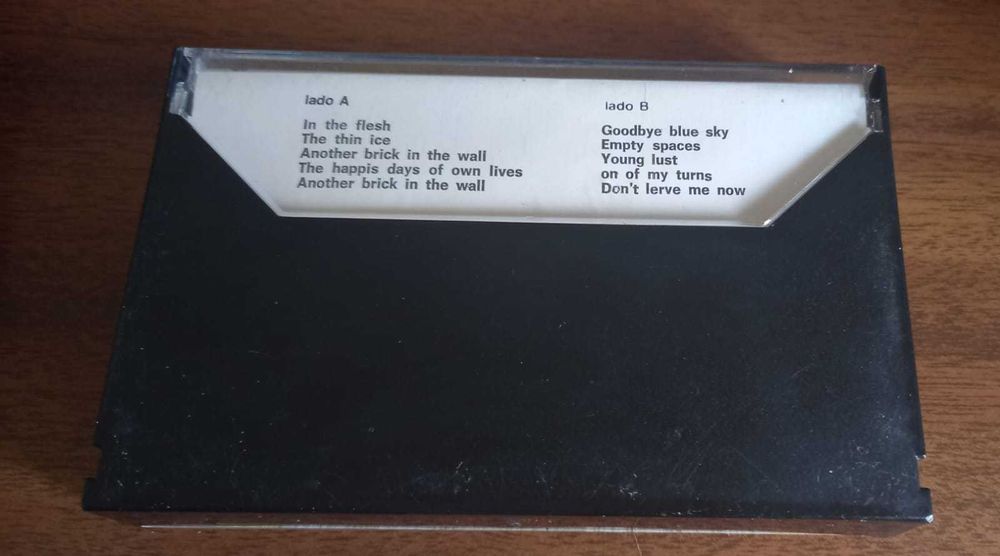 lado A
In the flesh
The thin ice
Another brick in the wall
The happis days of own lives
Another brick in the wall
lado B
Goodbye blue sky
Empty spaces
Young lust
on of my turns
Don't lerve me now